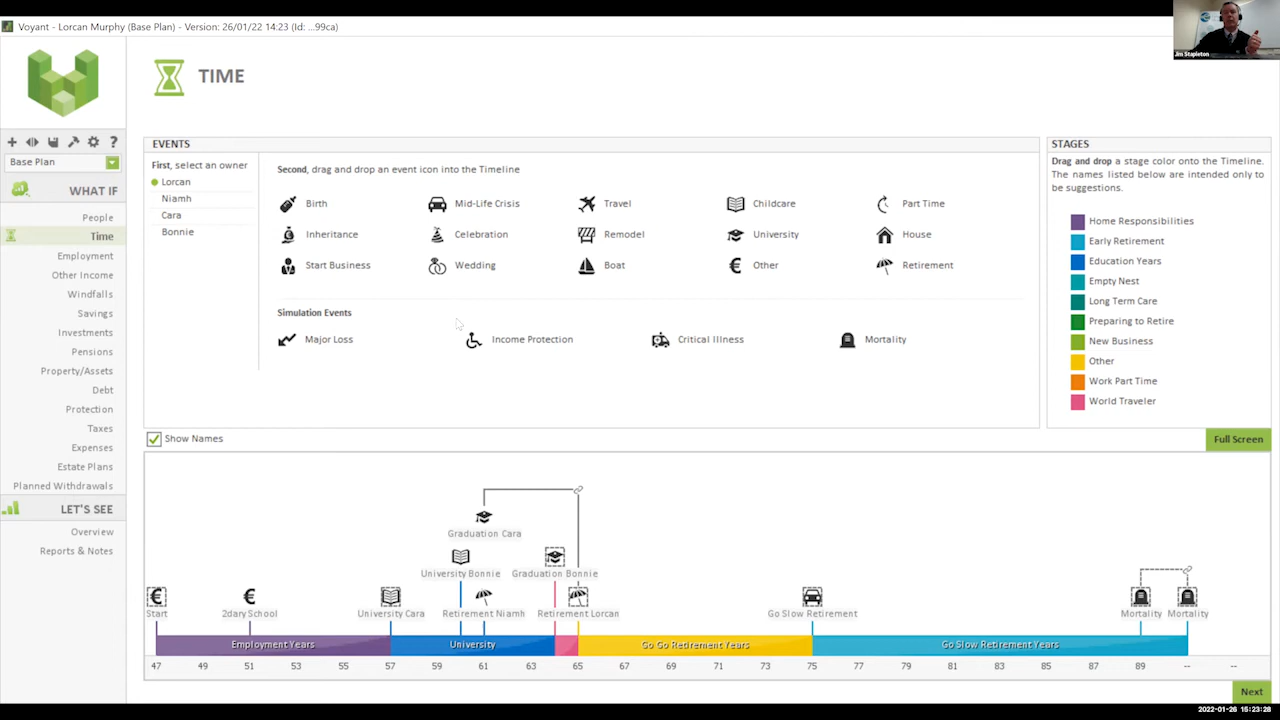 Voyant - Lorcan Murphy (Base Plan) - Version: 26/01/22 14:23 (Id: ...99ca)
Jim Stapleton
TIME
?
Base Plan
WHAT IF
People
Time
Employment
Other Income
Windfalls
Savings
Investments
Pensions
Property/Assets
Debt
Protection
Taxes
Expenses
Estate Plans
Planned Withdrawals
LET'S SEE
Overview
Reports & Notes
EVENTS
First, select an owner
Lorcan
Niamh
Cara
Bonnie
Second, drag and drop an event icon into the Timeline
Birth Mid-Life Crisis Travel Childcare Part Time
Inheritance Celebration Remodel University House
Start Business Wedding Boat € Other Retirement
Simulation Events
Major Loss Income Protection Critical Illness Mortality
STAGES
Drag and drop a stage color onto the Timeline.
The names listed below are intended only to
be suggestions.
Home Responsibilities
Early Retirement
Education Years
Empty Nest
Long Term Care
Preparing to Retire
New Business
Other
Work Part Time
World Traveler
Show Names
Full Screen
Graduation Cara
University Bonnie Graduation Bonnie
€ €
Start 2dary School University Cara Retirement Niamh Retirement Lorcan Go Slow Retirement Mortality Mortality
Employment Years University Go Go Retirement Years Go Slow Retirement Years
47 49 51 53 55 57 59 61 63 65 67 69 71 73 75 77 79 81 83 85 87 89 -- --
Next
2022-01-26 15:23:28